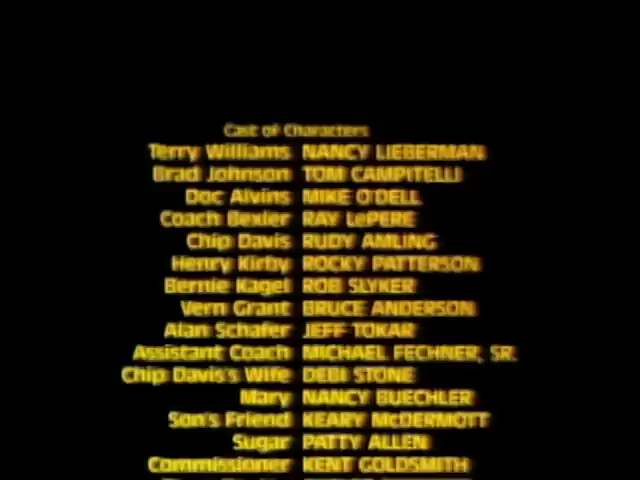 Cast of Characters
Terry Williams NANCY LIEBERMAN
Brad Johnson TOM CAMPITELLI
Doc Alvins MIKE O'DELL
Coach Bexler RAY LePERE
Chip Davis RUDY AMLING
Henry Kirby ROCKY PATTERSON
Bernie Kagel ROB SLYKER
Vern Grant BRUCE ANDERSON
Alan Schafer JEFF TOKAR
Assistant Coach MICHAEL FECHNER, SR.
Chip Davis's Wife DEBI STONE
Mary NANCY BUECHLER
Son's Friend KEARY McDERMOTT
Sugar PATTY ALLEN
Commissioner KENT GOLDSMITH